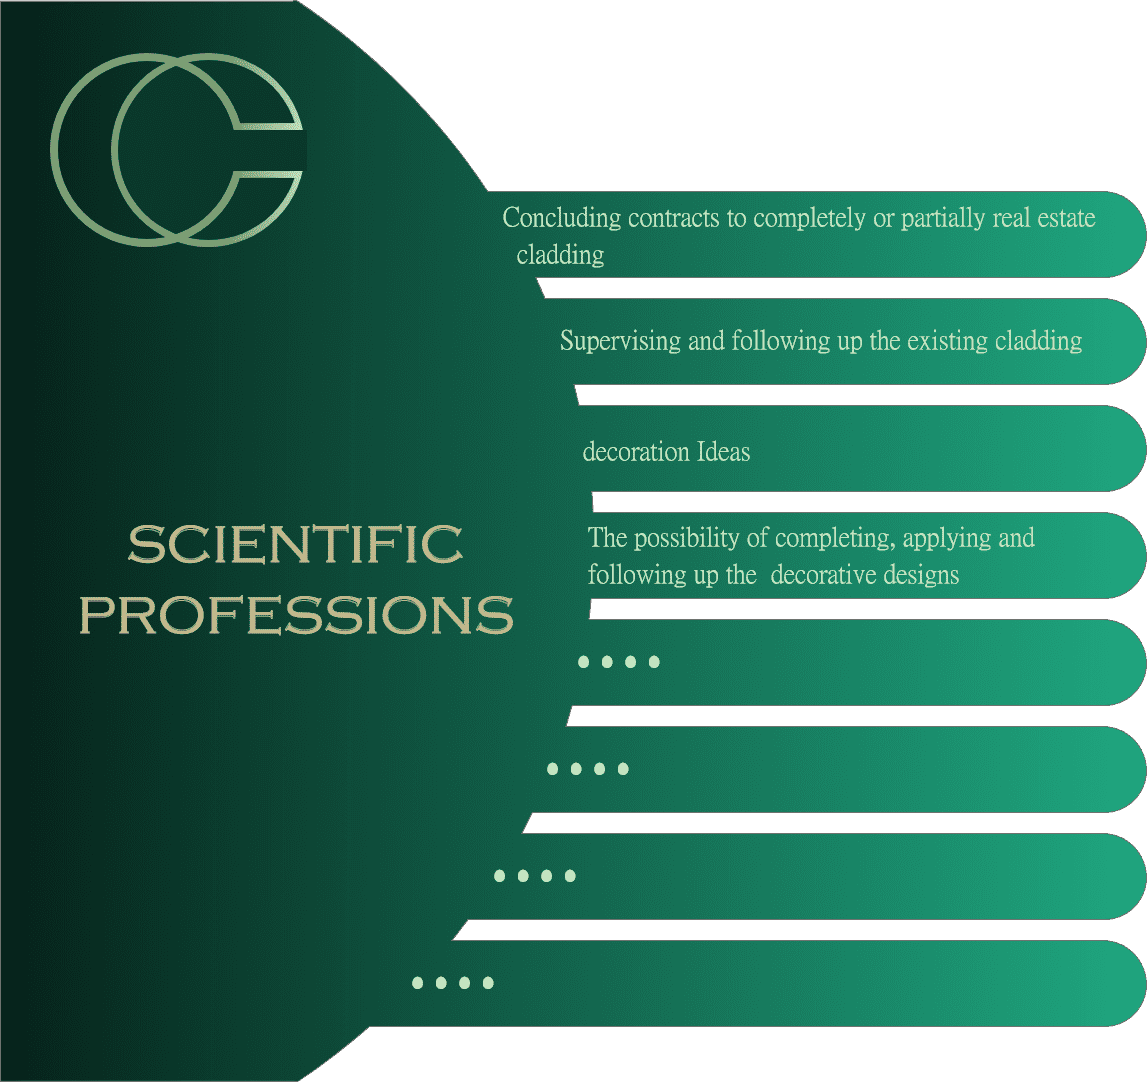 Concluding contracts to completely or partially real estate
cladding
Supervising and following up the existing cladding
decoration Ideas
SCIENTIFIC
PROFESSIONS
The possibility of completing, applying and
following up the decorative designs
• • • •
• • • •
• • • •
• • • •